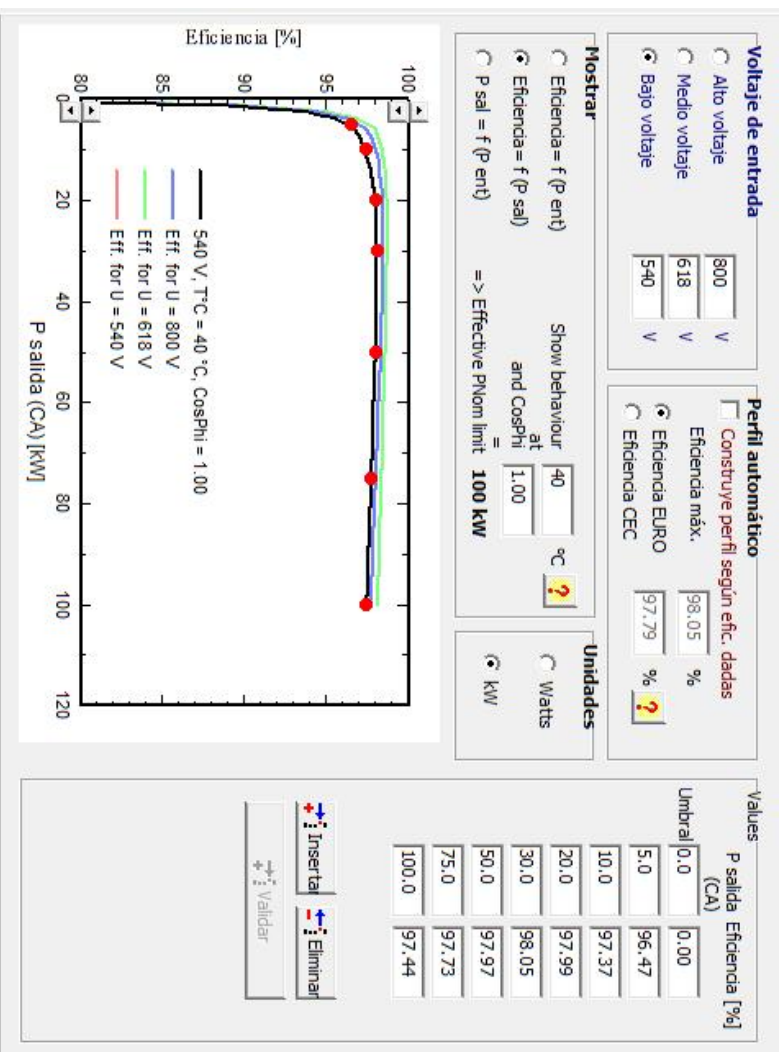 Voltaje de entrada
Alto voltaje 800 V
Medio voltaje 618 V
Bajo voltaje 540 V
Perfil automático
Construye perfil según efic. dadas
Eficiencia máx. 98.05 %
Eficiencia EURO 97.79 % ?
Eficiencia CEC
Mostrar
Eficiencia= f (P ent)
Eficiencia= f (P sal)
P sal = f (P ent)
Show behaviour
at 40 °C ?
and CosPhi
= 1.00
=> Effective PNom limit 100 kW
Unidades
Watts
kW
Eficiencia [%]
100
95
90
85
80
0 20 40 60 80 100 120
P salida (CA) [kW]
540 V, T°C = 40 °C, CosPhi = 1.00
Eff. for U = 800 V
Eff. for U = 618 V
Eff. for U = 540 V
Values
P salida Eficiencia [%]
(CA)
Umbral 0.0 0.00
5.0 96.47
10.0 97.37
20.0 97.99
30.0 98.05
50.0 97.97
75.0 97.73
100.0 97.44
Insertar Eliminar
Validar